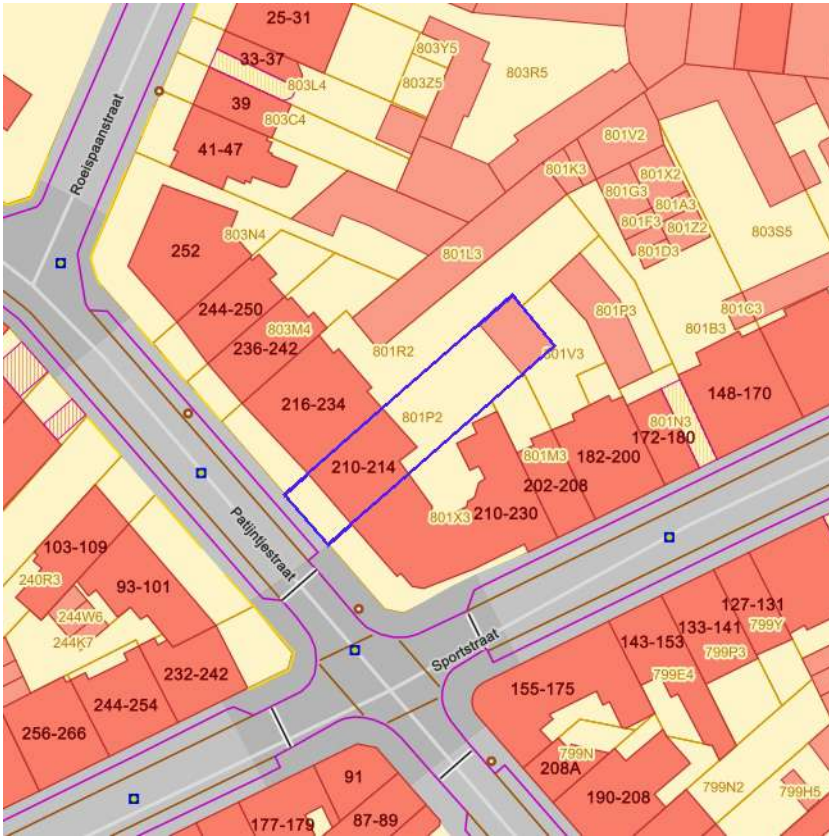 25-31
803Y5
33-37
803L4
803Z5
803R5
39
803C4
Roeispaanstraat
41-47
801V2
801K3
801X2
801G3
801A3
801F3
801Z2
801D3
803S5
252
803N4
801L3
244-250
803M4
801P3
801C3
801B3
236-242
801R2
801V3
148-170
216-234
801P2
801N3
172-180
210-214
801M3
182-200
202-208
801X3
210-230
Patijntjestraat
103-109
240R3
93-101
244W6
244K7
232-242
244-254
256-266
Sportstraat
127-131
799Y
133-141
143-153
799P3
799E4
155-175
799N
208A
190-208
799N2
799H5
91
87-89
177-179